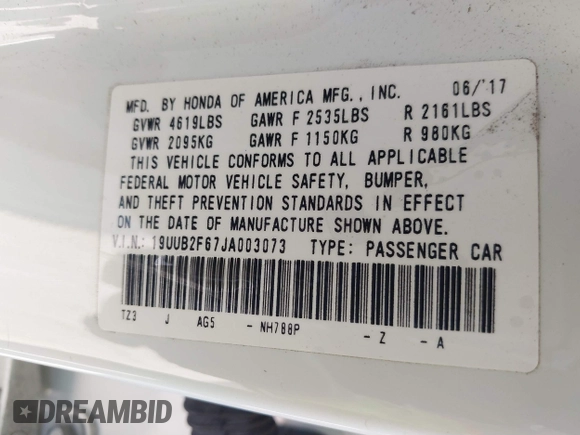 MFD. BY HONDA OF AMERICA MFG., INC. 06/'17
GVWR 4619LBS GAWR F 2535LBS R 2161LBS
GVWR 2095KG GAWR F 1150KG R 980KG
THIS VEHICLE CONFORMS TO ALL APPLICABLE
FEDERAL MOTOR VEHICLE SAFETY, BUMPER,
AND THEFT PREVENTION STANDARDS IN EFFECT
ON THE DATE OF MANUFACTURE SHOWN ABOVE.
V.I.N.: 19UUB2F67JA003073 TYPE: PASSENGER CAR
TZ3 J AG5 - NH788P - Z - A
DREAMBID